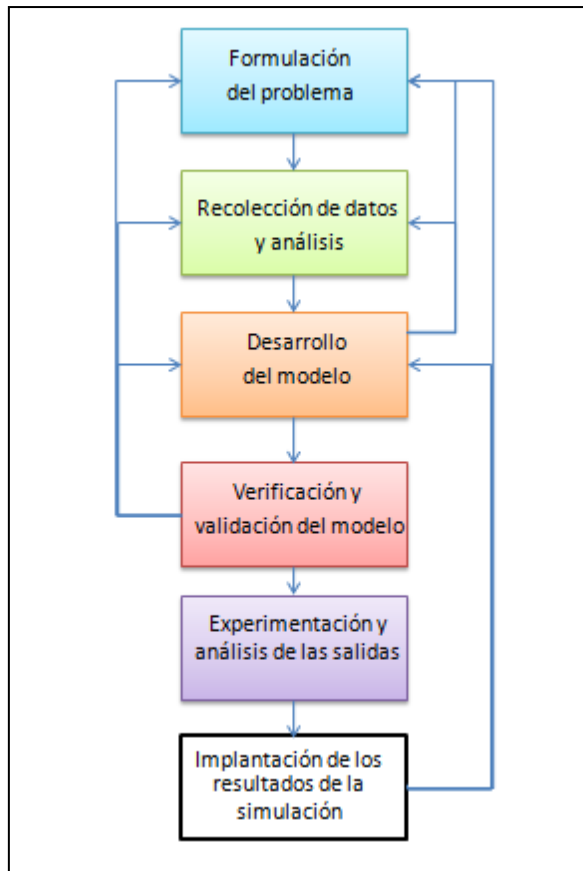 Formulación
del problema
Recolección de datos
y análisis
Desarrollo
del modelo
Verificación y
validación del modelo
Experimentación y
análisis de las salidas
Implantación de los
resultados de la
simulación